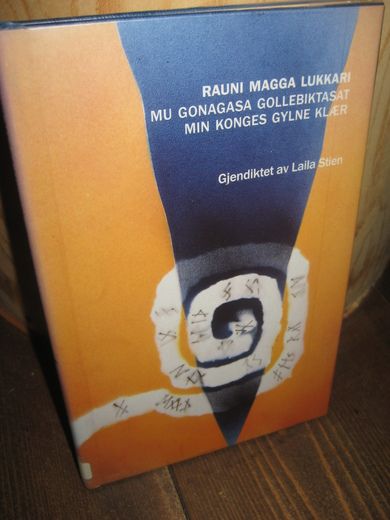 RAUNI MAGGA LUKKARI
MU GONAGASA GOLLEBIKTASAT
MIN KONGES GYLNE KLÆR
Gjendiktet av Laila Stien